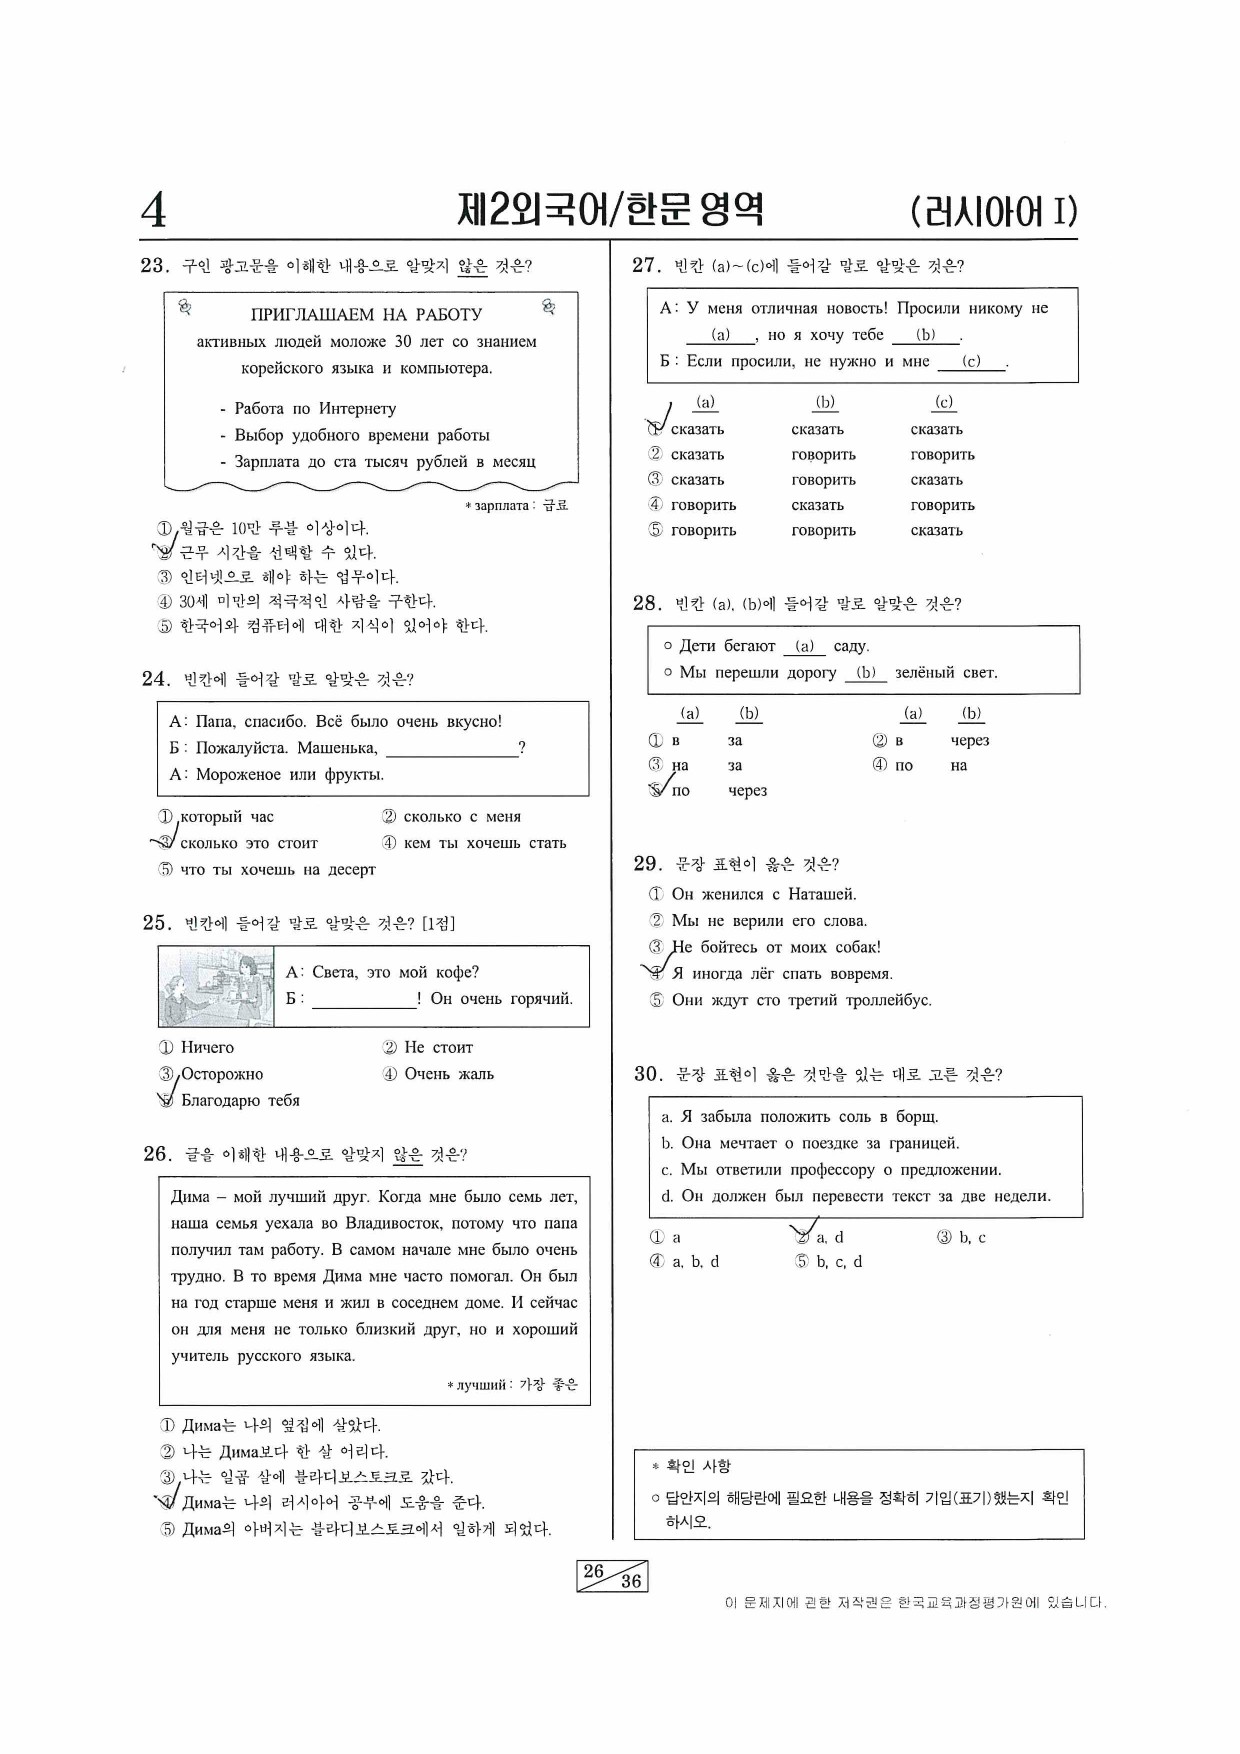 4
제2외국어/한문 영역
(러시아어 I)
23. 구인 광고문을 이해한 내용으로 알맞지 않은 것은?
ПРИГЛАШАЕМ НА РАБОТУ
активных людей моложе 30 лет со знанием
корейского языка и компьютера.
- Работа по Интернету
- Выбор удобного времени работы
- Зарплата до ста тысяч рублей в месяц
* зарплата : 급료
① 월급은 10만 루블 이상이다.
② 근무 시간을 선택할 수 있다.
③ 인터넷으로 해야 하는 업무이다.
④ 30세 미만의 적극적인 사람을 구한다.
⑤ 한국어와 컴퓨터에 대한 지식이 있어야 한다.
24. 빈칸에 들어갈 말로 알맞은 것은?
А : Папа, спасибо. Всё было очень вкусно!
Б : Пожалуйста. Машенька, ______________?
А : Мороженое или фрукты.
① который час ② сколько с меня
③ сколько это стоит ④ кем ты хочешь стать
⑤ что ты хочешь на десерт
25. 빈칸에 들어갈 말로 알맞은 것은? [1점]
А : Света, это мой кофе?
Б : ___________! Он очень горячий.
① Ничего ② Не стоит
③ Осторожно ④ Очень жаль
⑤ Благодарю тебя
26. 글을 이해한 내용으로 알맞지 않은 것은?
Дима – мой лучший друг. Когда мне было семь лет,
наша семья уехала во Владивосток, потому что папа
получил там работу. В самом начале мне было очень
трудно. В то время Дима мне часто помогал. Он был
на год старше меня и жил в соседнем доме. И сейчас
он для меня не только близкий друг, но и хороший
учитель русского языка.
* лучший : 가장 좋은
① Дима는 나의 옆집에 살았다.
② 나는 Дима보다 한 살 어리다.
③ 나는 일곱 살에 블라디보스토크로 갔다.
④ Дима는 나의 러시아어 공부에 도움을 준다.
⑤ Дима의 아버지는 블라디보스토크에서 일하게 되었다.
27. 빈칸 (a)~(c)에 들어갈 말로 알맞은 것은?
А : У меня отличная новость! Просили никому не
(a) , но я хочу тебе (b) .
Б : Если просили, не нужно и мне (c) .
(a) (b) (c)
① сказать сказать сказать
② сказать говорить говорить
③ сказать говорить сказать
④ говорить сказать говорить
⑤ говорить говорить сказать
28. 빈칸 (a), (b)에 들어갈 말로 알맞은 것은?
○ Дети бегают (a) саду.
○ Мы перешли дорогу (b) зелёный свет.
(a) (b) (a) (b)
① в за ② в через
③ на за ④ по на
⑤ по через
29. 문장 표현이 옳은 것은?
① Он женился с Наташей.
② Мы не верили его слова.
③ Не бойтесь от моих собак!
④ Я иногда лёг спать вовремя.
⑤ Они ждут сто третий троллейбус.
30. 문장 표현이 옳은 것만을 있는 대로 고른 것은?
a. Я забыла положить соль в борщ.
b. Она мечтает о поездке за границей.
c. Мы ответили профессору о предложении.
d. Он должен был перевести текст за две недели.
① a ② a, d ③ b, c
④ a, b, d ⑤ b, c, d
* 확인 사항
○ 답안지의 해당란에 필요한 내용을 정확히 기입(표기)했는지 확인
하시오.
26 36
이 문제지에 관한 저작권은 한국교육과정평가원에 있습니다.